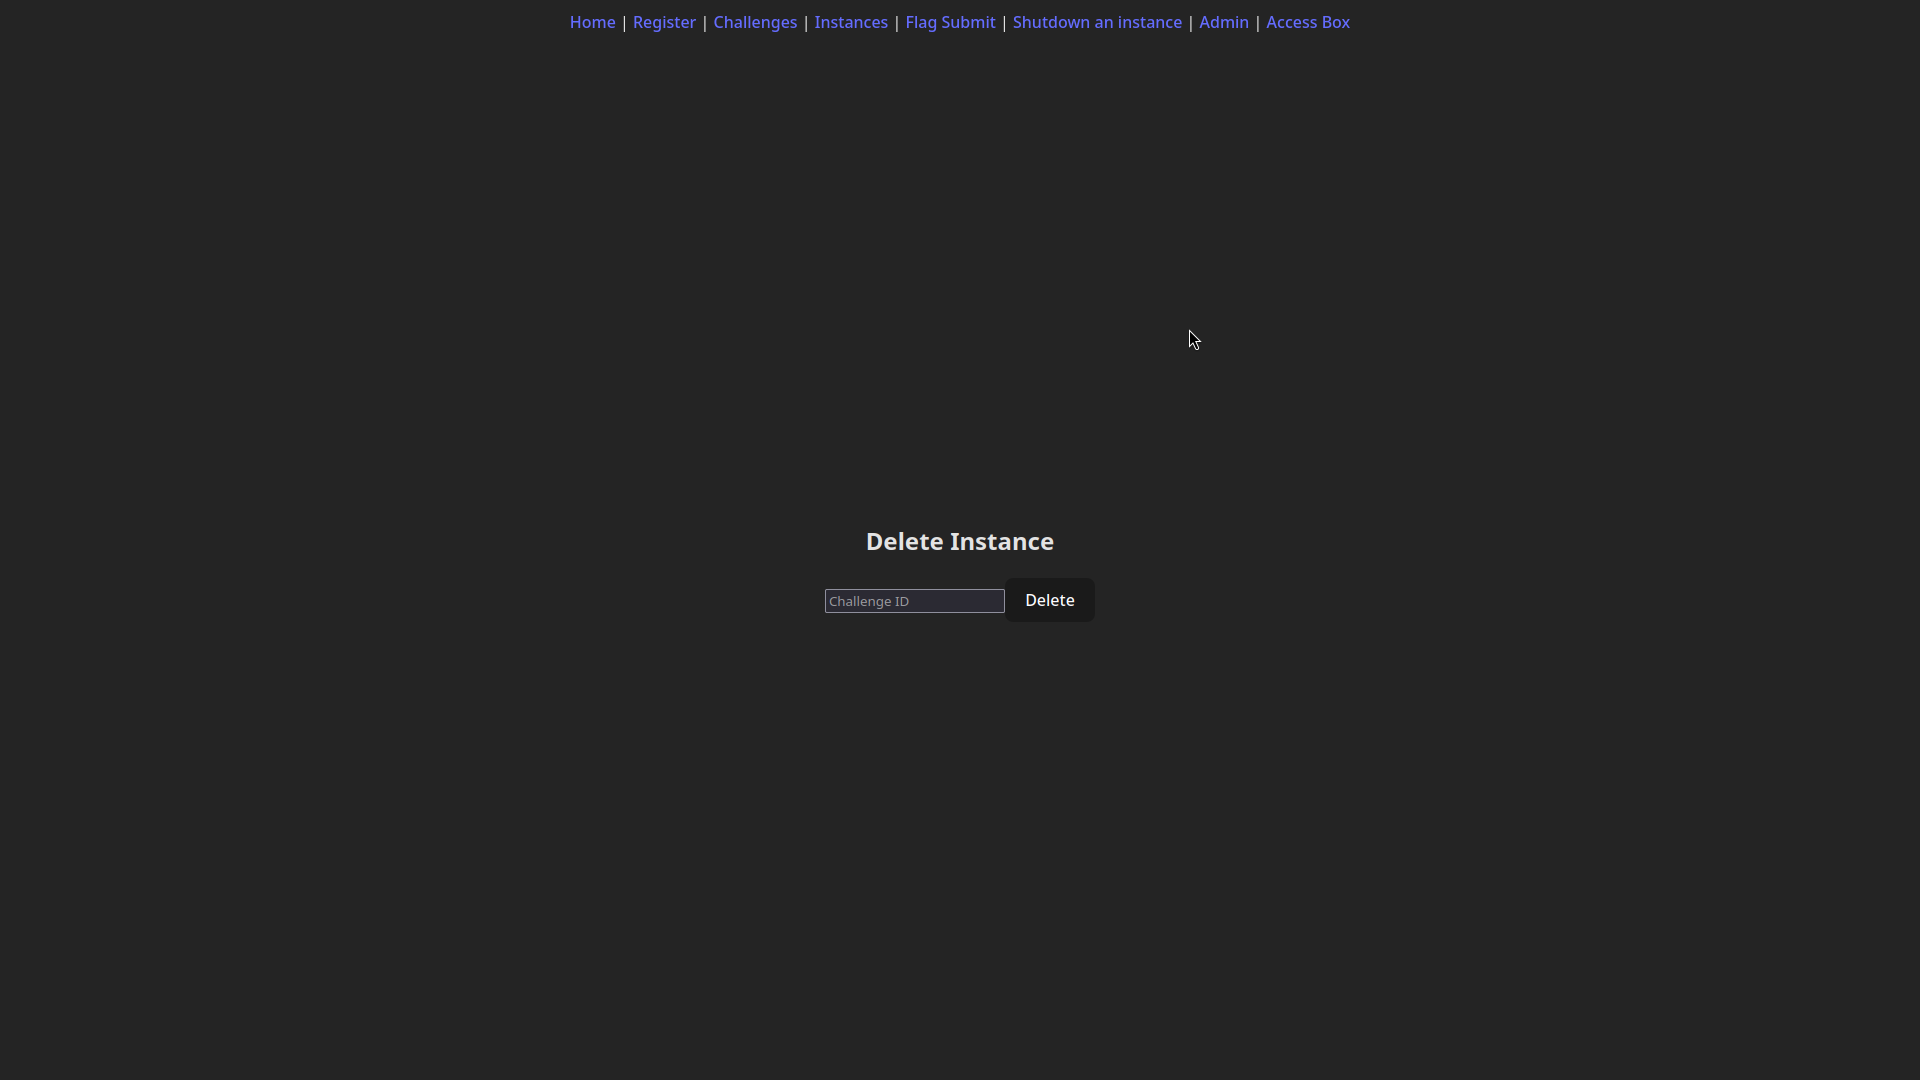 Home | Register | Challenges | Instances | Flag Submit | Shutdown an instance | Admin | Access Box
Delete Instance
Challenge ID
Delete